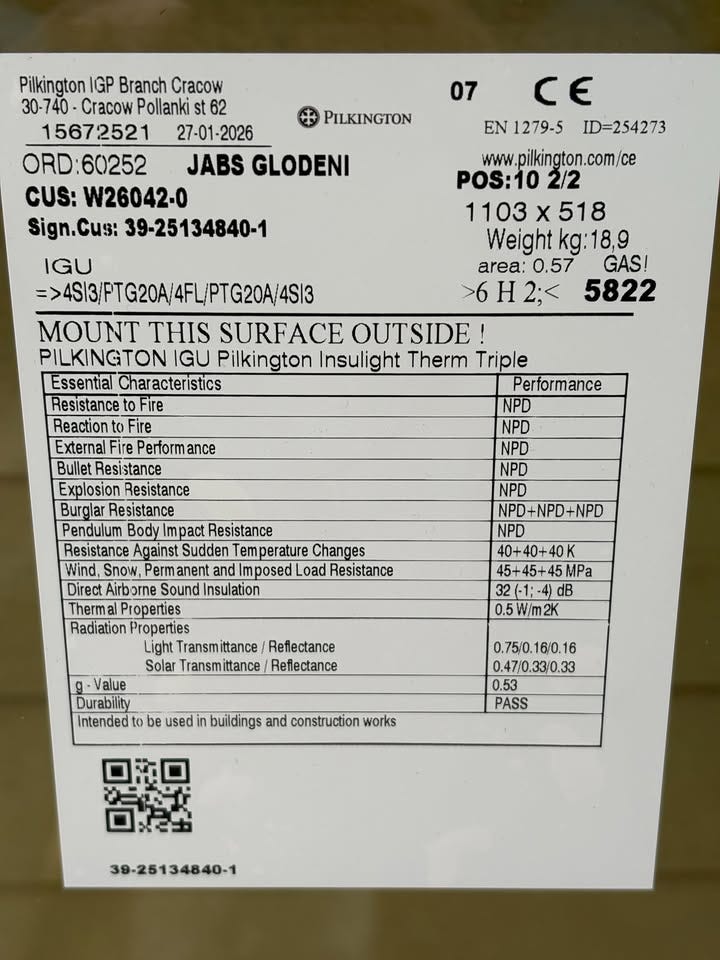 Pilkington IGP Branch Cracow
30-740 - Cracow Pollanki st 62
15672521 27-01-2026
PILKINGTON
07 CE
EN 1279-5 ID=254273
www.pilkington.com/ce
ORD:60252 JABS GLODENI
POS:10 2/2
CUS: W26042-0
1103 x 518
Sign.Cus: 39-25134840-1
Weight kg:18,9
IGU
area: 0.57 GAS!
=>4SI3/PTG20A/4FL/PTG20A/4SI3
>6 H 2;< 5822
MOUNT THIS SURFACE OUTSIDE !
PILKINGTON IGU Pilkington Insulight Therm Triple
Essential Characteristics Performance
Resistance to Fire NPD
Reaction to Fire NPD
External Fire Performance NPD
Bullet Resistance NPD
Explosion Resistance NPD
Burglar Resistance NPD+NPD+NPD
Pendulum Body Impact Resistance NPD
Resistance Against Sudden Temperature Changes 40+40+40 K
Wind, Snow, Permanent and Imposed Load Resistance 45+45+45 MPa
Direct Airborne Sound Insulation 32 (-1; -4) dB
Thermal Properties 0.5 W/m2K
Radiation Properties
Light Transmittance / Reflectance 0.75/0.16/0.16
Solar Transmittance / Reflectance 0.47/0.33/0.33
g - Value 0.53
Durability PASS
Intended to be used in buildings and construction works
39-25134840-1